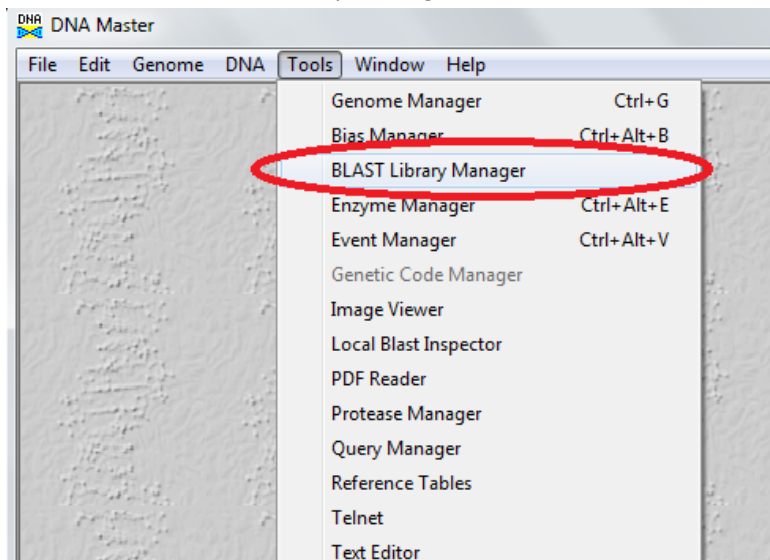 DNA DNA Master
File Edit Genome DNA Tools Window Help
Genome Manager Ctrl+G
Bias Manager Ctrl+Alt+B
BLAST Library Manager
Enzyme Manager Ctrl+Alt+E
Event Manager Ctrl+Alt+V
Genetic Code Manager
Image Viewer
Local Blast Inspector
PDF Reader
Protease Manager
Query Manager
Reference Tables
Telnet
Text Editor